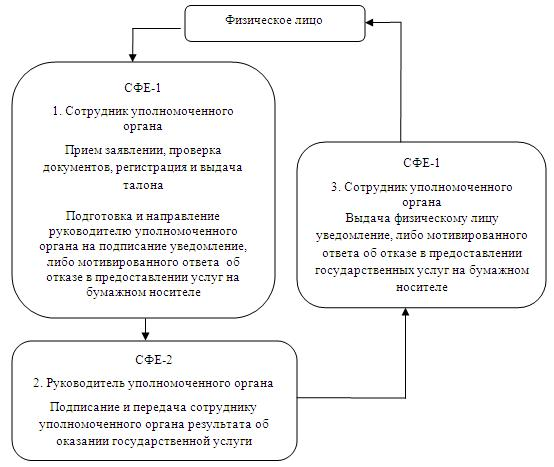 Физическое лицо
СФЕ-1
1. Сотрудник уполномоченного
органа
Прием заявлении, проверка
документов, регистрация и выдача
талона
Подготовка и направление
руководителю уполномоченного
органа на подписание уведомление,
либо мотивированного ответа об
отказе в предоставлении услуг на
бумажном носителе
СФЕ-2
2. Руководитель уполномоченного органа
Подписание и передача сотруднику
уполномоченного органа результата об
оказании государственной услуги
СФЕ-1
3. Сотрудник уполномоченного
органа
Выдача физическому лицу
уведомление, либо мотивированного
ответа об отказе в предоставлении
государственных услуг на бумажном
носителе